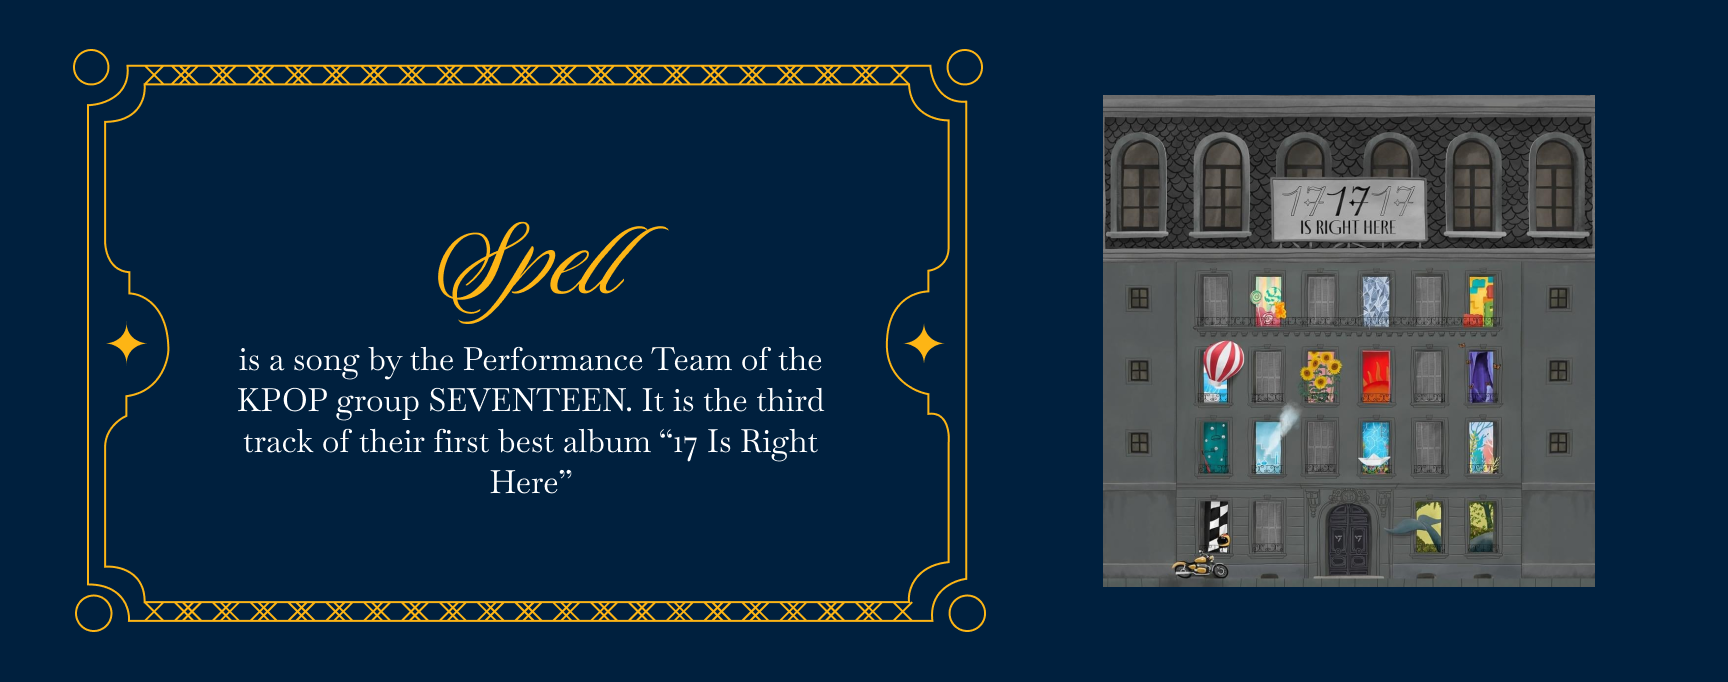 Spell
is a song by the Performance Team of the
KPOP group SEVENTEEN. It is the third
track of their first best album “17 Is Right
Here”
17 17 17
IS RIGHT HERE